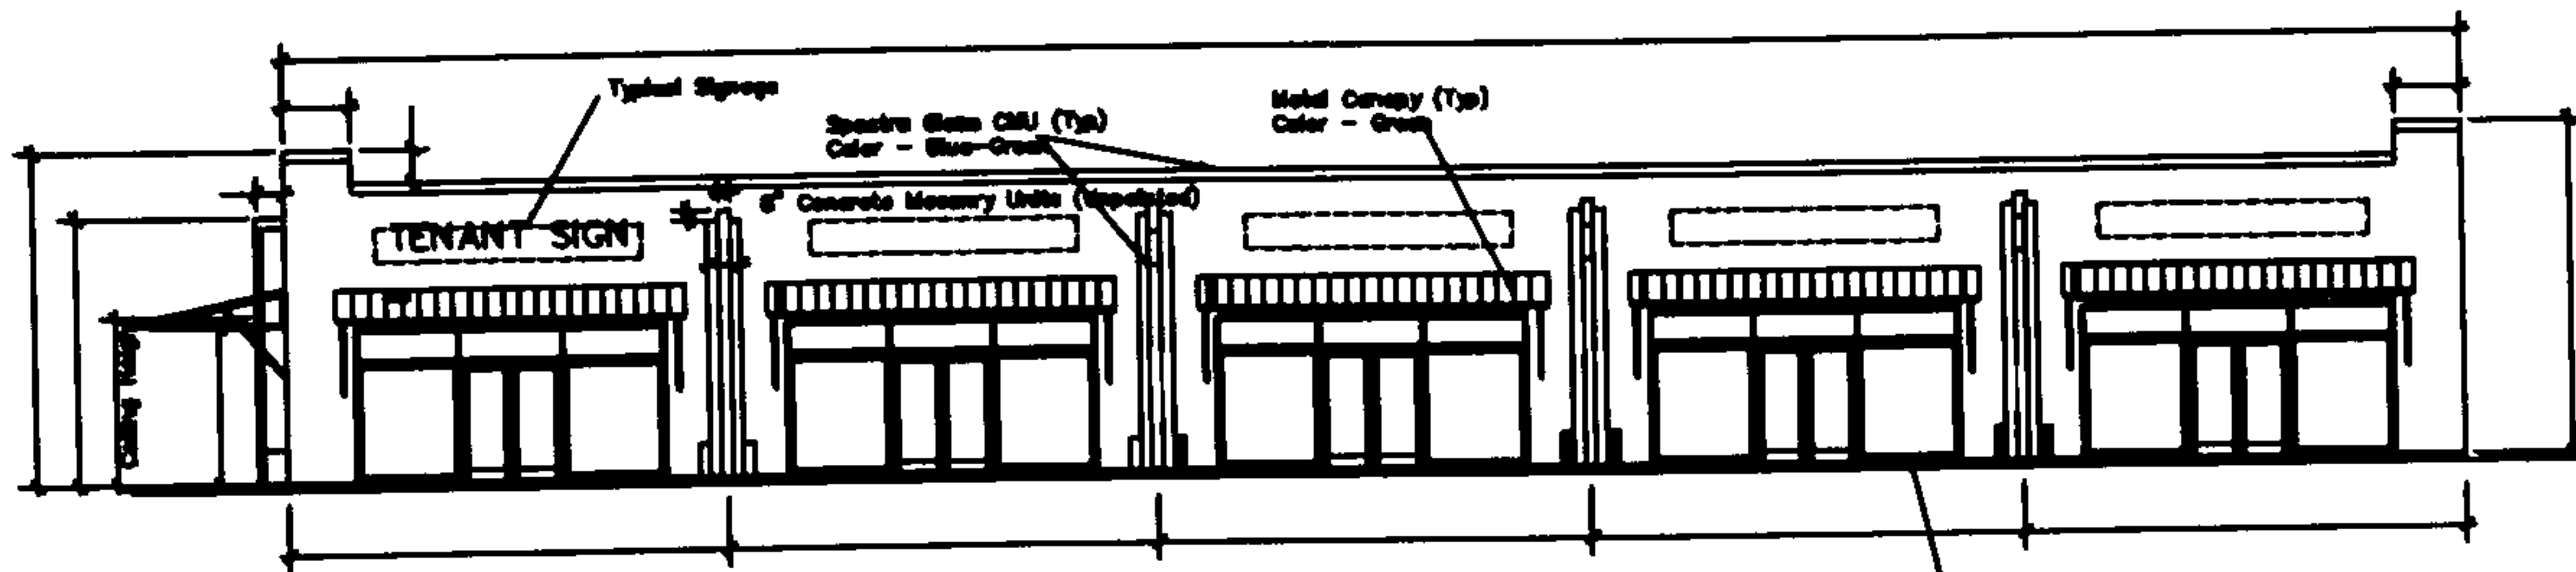 Typical Signage
Metal Canopy (Typ)
Color - Green
Spectra Glaze CMU (Typ)
Color - Blue-Green
8" Concrete Masonry Units (Unpainted)
TENANT SIGN